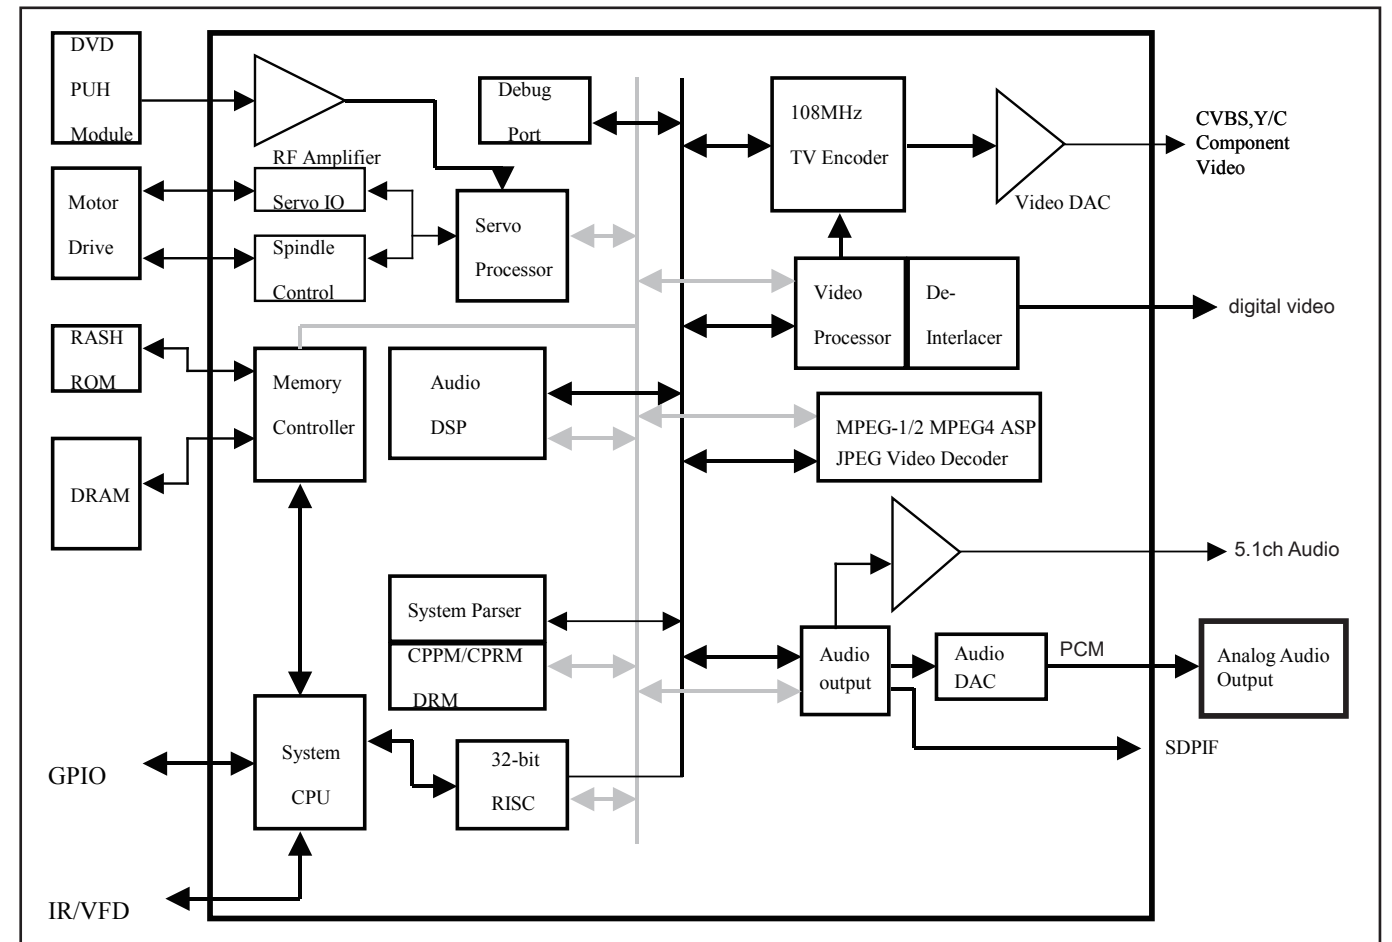 DVD
PUH
Module
RF Amplifier
Debug
Port
108MHz
TV Encoder
Video DAC
CVBS,Y/C
Component
Video
Motor
Drive
Servo IO
Spindle
Control
Servo
Processor
Video
Processor
De-
Interlacer
digital video
RASH
ROM
Memory
Controller
Audio
DSP
MPEG-1/2 MPEG4 ASP
JPEG Video Decoder
DRAM
5.1ch Audio
System Parser
CPPM/CPRM
DRM
Audio
output
Audio
DAC
PCM
Analog Audio
Output
SDPIF
GPIO
System
CPU
32-bit
RISC
IR/VFD